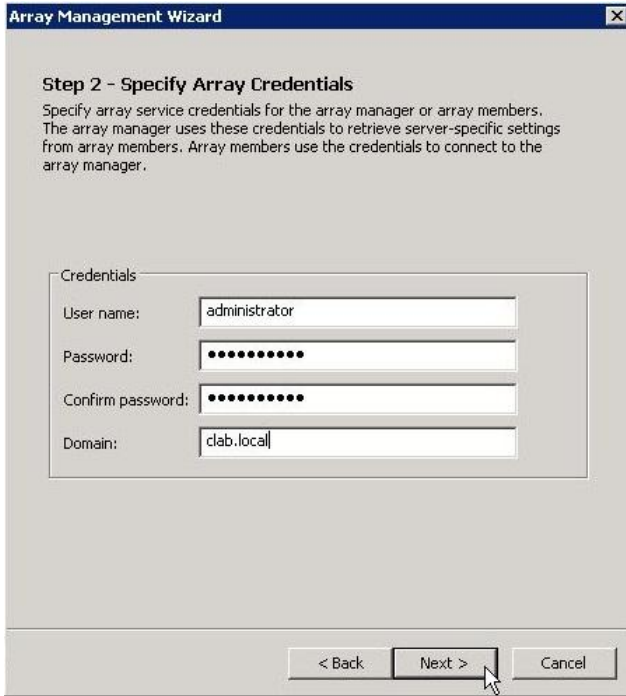 Array Management Wizard
Step 2 - Specify Array Credentials
Specify array service credentials for the array manager or array members.
The array manager uses these credentials to retrieve server-specific settings
from array members. Array members use the credentials to connect to the
array manager.
Credentials
User name: administrator
Password: ●●●●●●●●●●
Confirm password: ●●●●●●●●●●
Domain: clab.local
< Back Next > Cancel